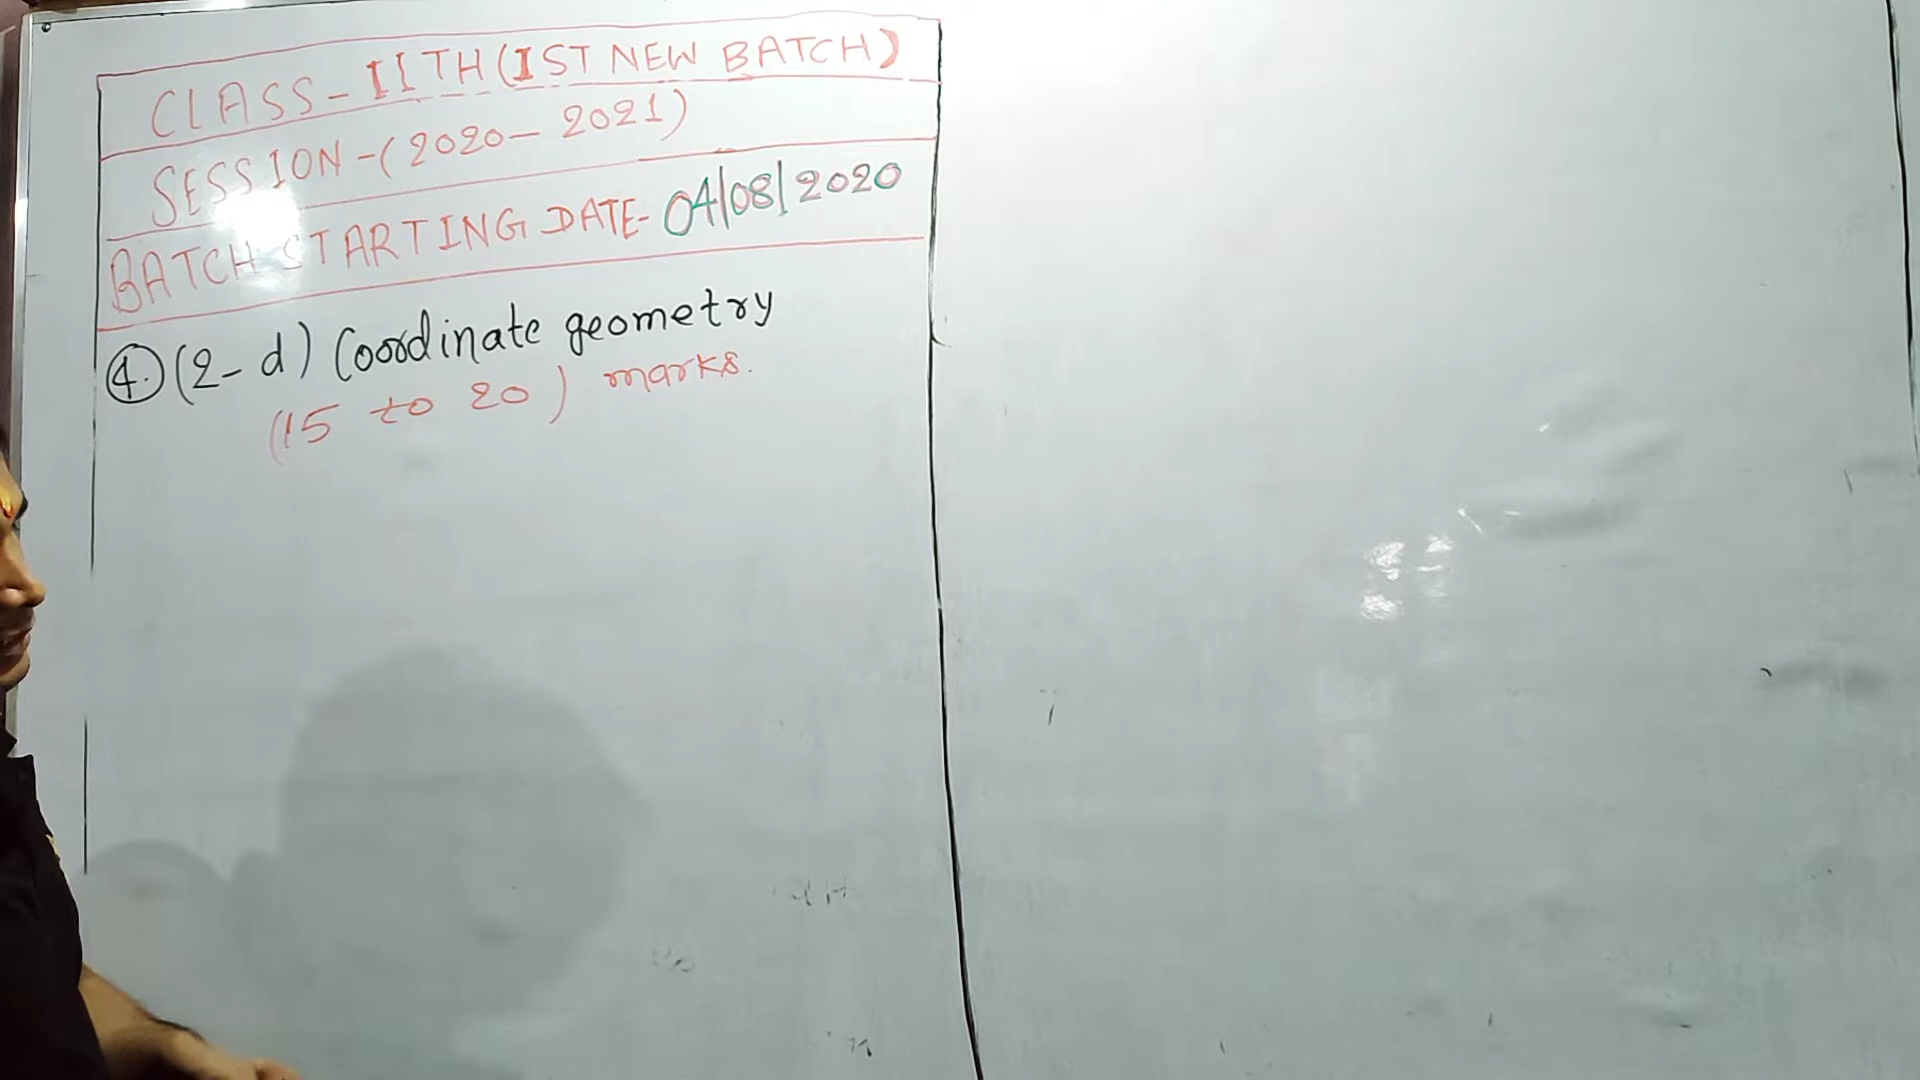 CLASS-11TH(1ST NEW BATCH)
SESSION-(2020-2021)
BATCH STARTING DATE-04/08/2020
4.(2-d) Coordinate geometry
(15 to 20) marks.